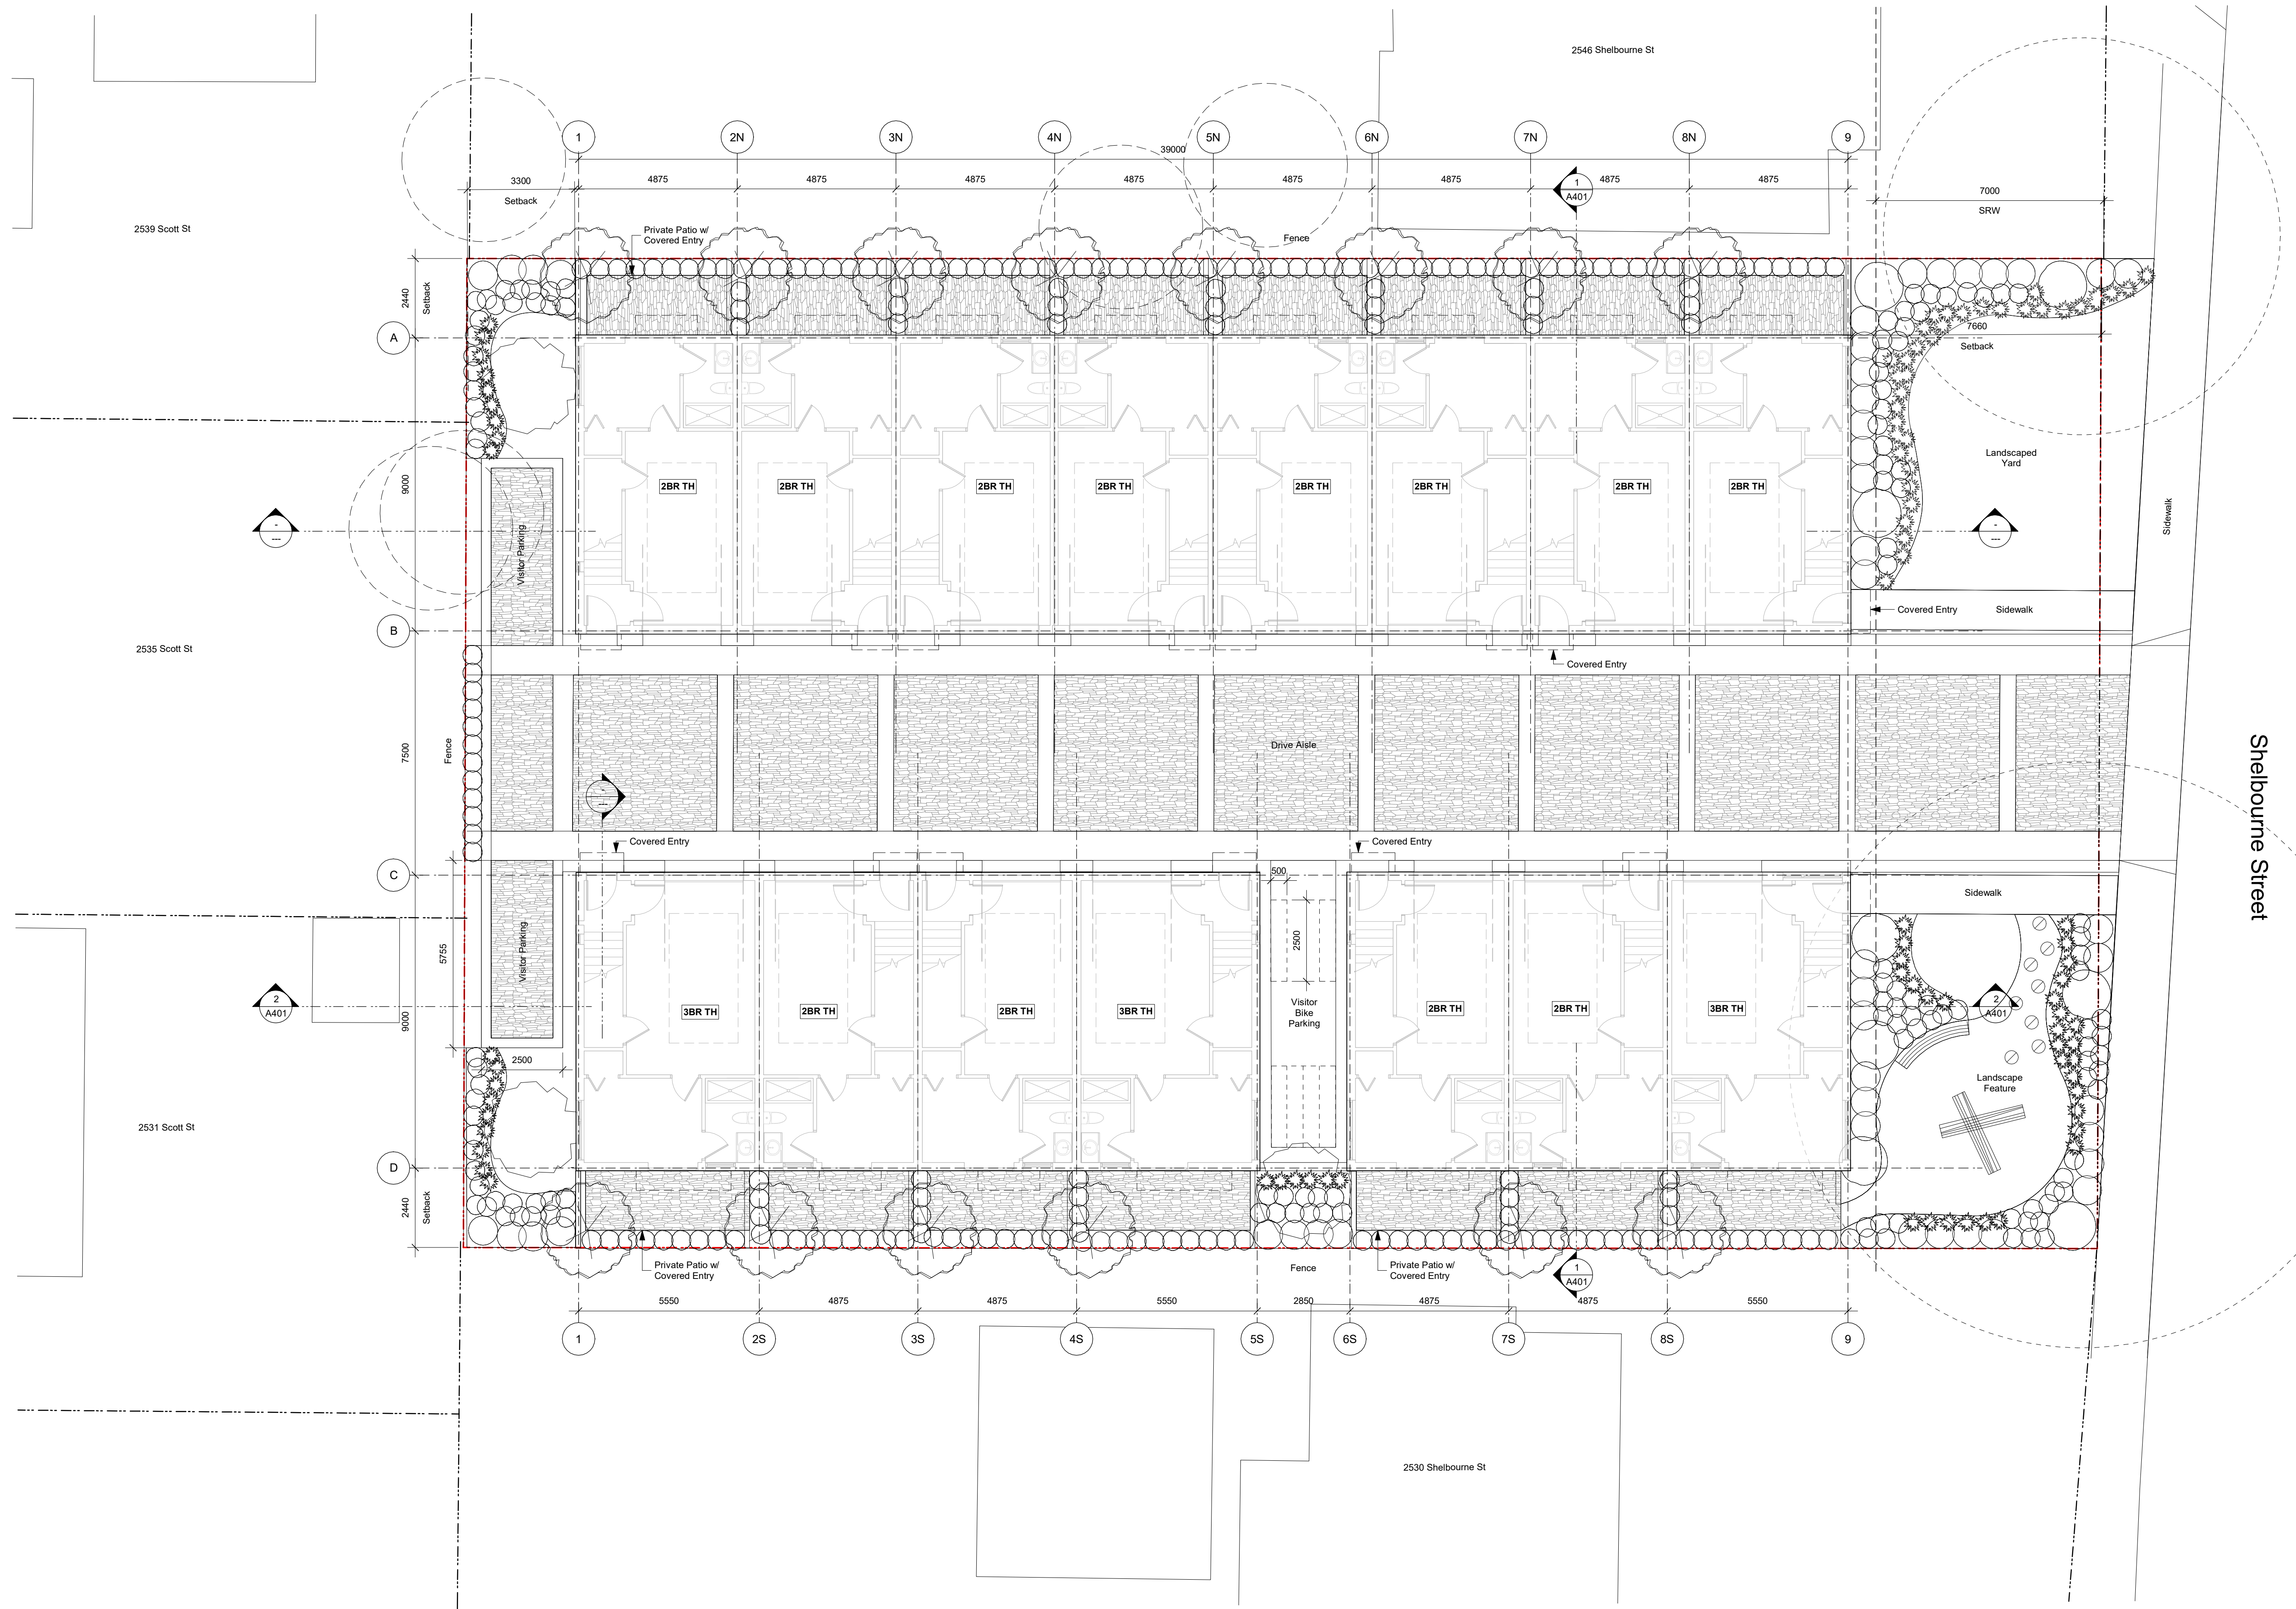 2546 Shelbourne St
1
2N
3N
4N
5N
6N
7N
8N
9
39000
3300
4875
4875
4875
4875
4875
4875
4875
4875
1
A401
7000
Setback
SRW
2539 Scott St
Private Patio w/
Covered Entry
Fence
2440
Setback
A
7660
Setback
Landscaped
Yard
9000
2BR TH
2BR TH
2BR TH
2BR TH
2BR TH
2BR TH
2BR TH
2BR TH
Sidewalk
-
---
Visitor Parking
-
---
Covered Entry
Sidewalk
B
2535 Scott St
Covered Entry
7500
Fence
Drive Aisle
-
---
Shelbourne Street
Covered Entry
Covered Entry
C
500
Sidewalk
5755
Visitor Parking
2500
2
A401
9000
3BR TH
2BR TH
2BR TH
3BR TH
Visitor
Bike
Parking
2BR TH
2BR TH
3BR TH
2
A401
2500
Landscape
Feature
2531 Scott St
D
2440
Setback
Private Patio w/
Covered Entry
Fence
Private Patio w/
Covered Entry
1
A401
5550
4875
4875
5550
2850
4875
4875
5550
1
2S
3S
4S
5S
6S
7S
8S
9
2530 Shelbourne St